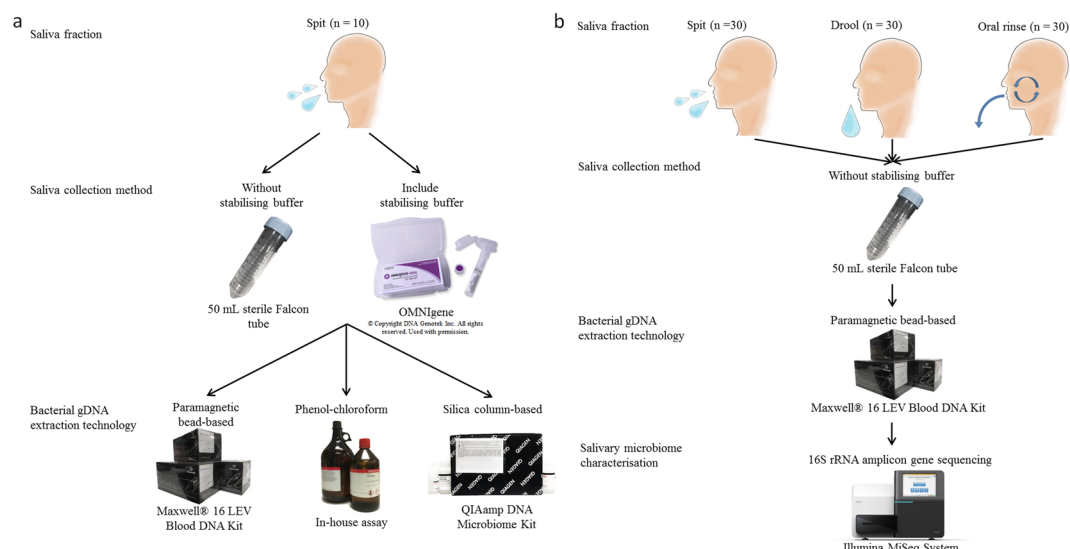 a
Saliva fraction
Spit (n = 10)
Saliva collection method
Without
stabilising buffer
Include
stabilising buffer
50 mL sterile Falcon
tube
OMNIgene
© Copyright DNA Genotek Inc. All rights
reserved. Used with permission.
Bacterial gDNA
extraction technology
Paramagnetic
bead-based
Phenol-chloroform
Silica column-based
QIAGEN
Maxwell® 16 LEV
Blood DNA Kit
In-house assay
QIAamp DNA
Microbiome Kit
b
Saliva fraction
Spit (n =30)
Drool (n = 30)
Oral rinse (n = 30)
Saliva collection method
Without stabilising buffer
50 mL sterile Falcon tube
Bacterial gDNA
extraction technology
Paramagnetic bead-based
Maxwell® 16 LEV Blood DNA Kit
Salivary microbiome
characterisation
16S rRNA amplicon gene sequencing
Illumina MiSeq System